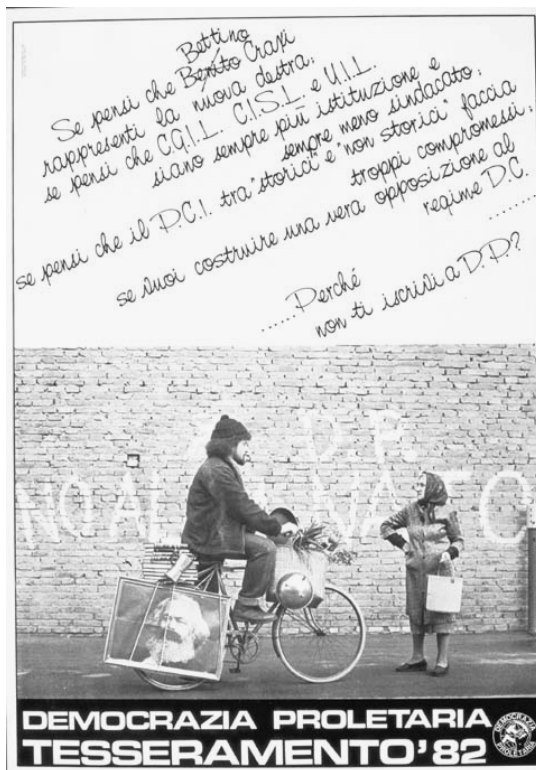 Bettino
Se pensi che Benito Craxi
rappresenti la nuova destra;
se pensi che C.G.I.L. C.I.S.L. e U.I.L.
siano sempre più istituzione e
sempre meno sindacato;
se pensi che il P.C.I. tra "storici" e "non storici" faccia
troppi compromessi;
se vuoi costruire una vera opposizione al
regime D.C.
........
......Perché
non ti iscrivi a D.P.?
D.P.
NO AL
DEMOCRAZIA PROLETARIA
TESSERAMENTO '82
DEMOCRAZIA
PROLETARIA